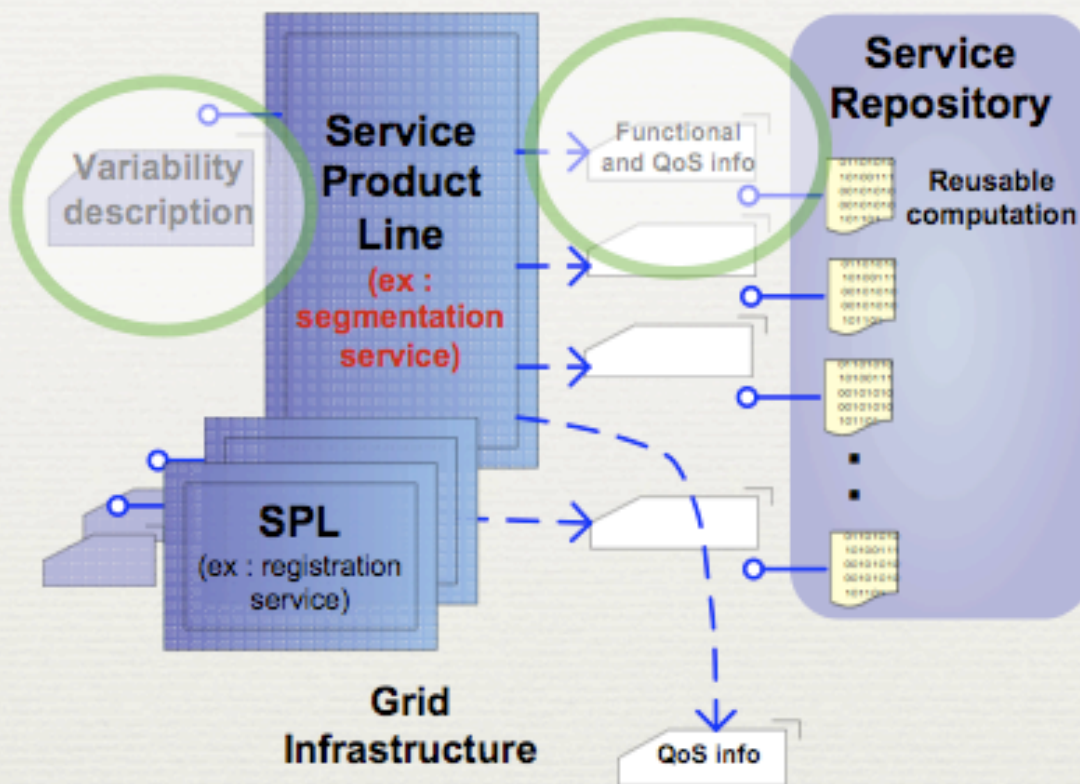 Variability
description
Service
Product
Line
(ex :
segmentation
service)
Functional
and QoS info
Service
Repository
Reusable
computation
SPL
(ex : registration
service)
Grid
Infrastructure
QoS info